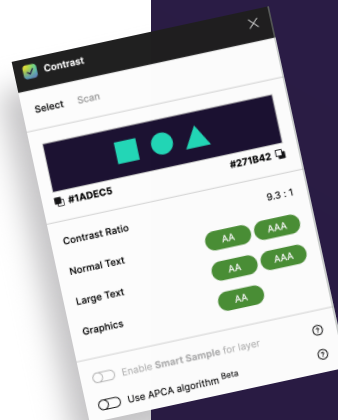 Contrast
Select Scan
#1ADEC5 #271B42
Contrast Ratio 9.3 : 1
Normal Text AA AAA
Large Text AA AAA
Graphics AA
Enable Smart Sample for layer
Use APCA algorithm Beta